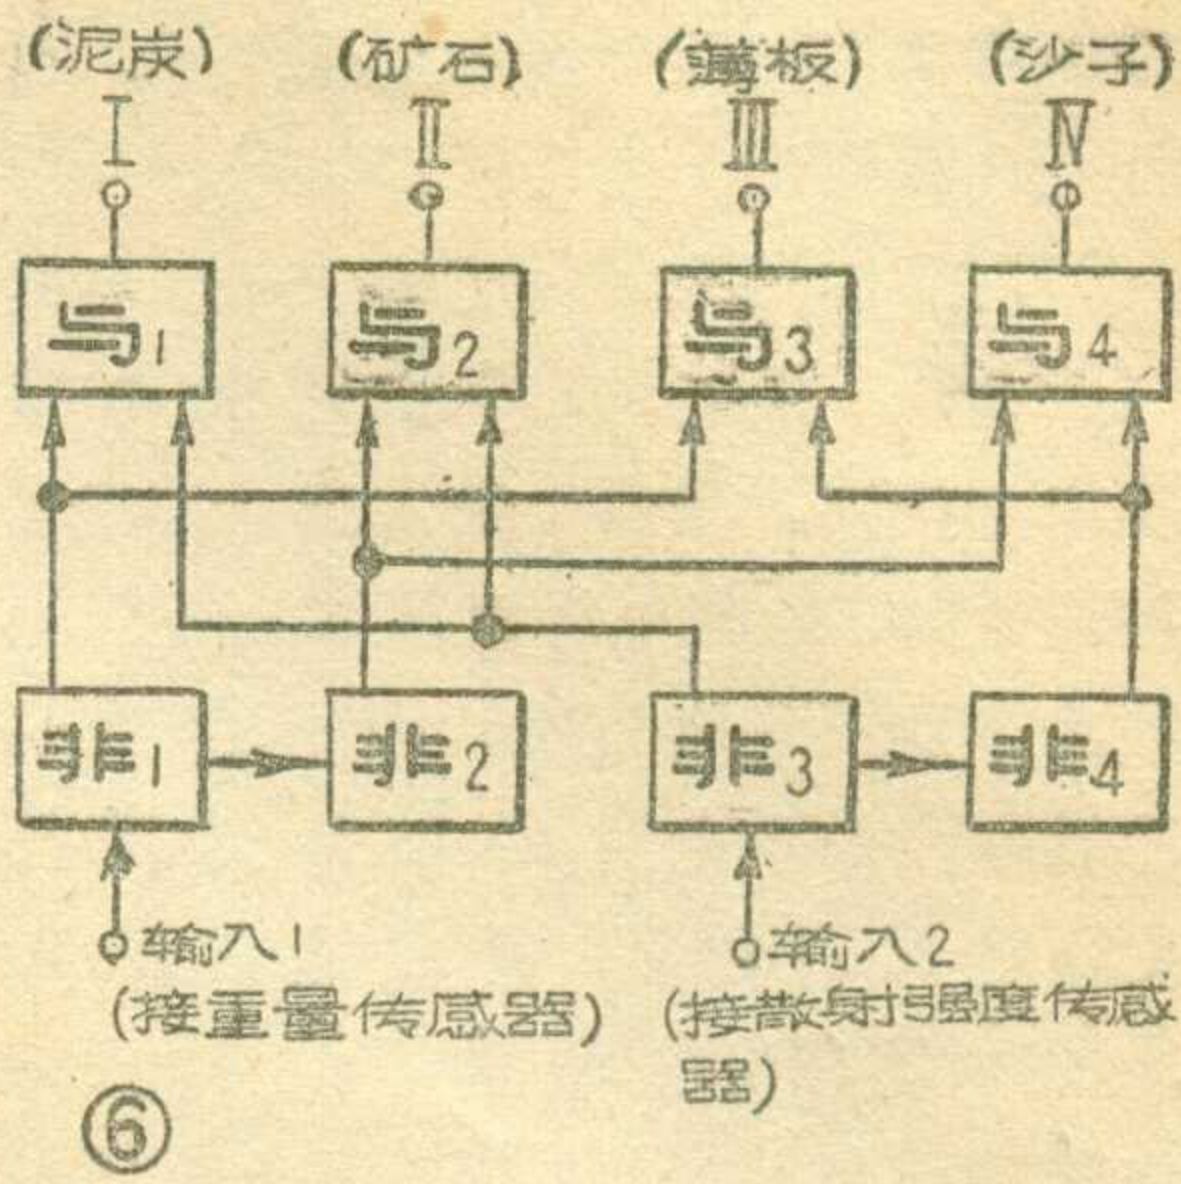 (泥炭) (矿石) (薄板) (沙子)
I II III IV
与1 与2 与3 与4
非1 非2 非3 非4
输入1 输入2
(接重量传感器) (接散射强度传感
器)
⑥